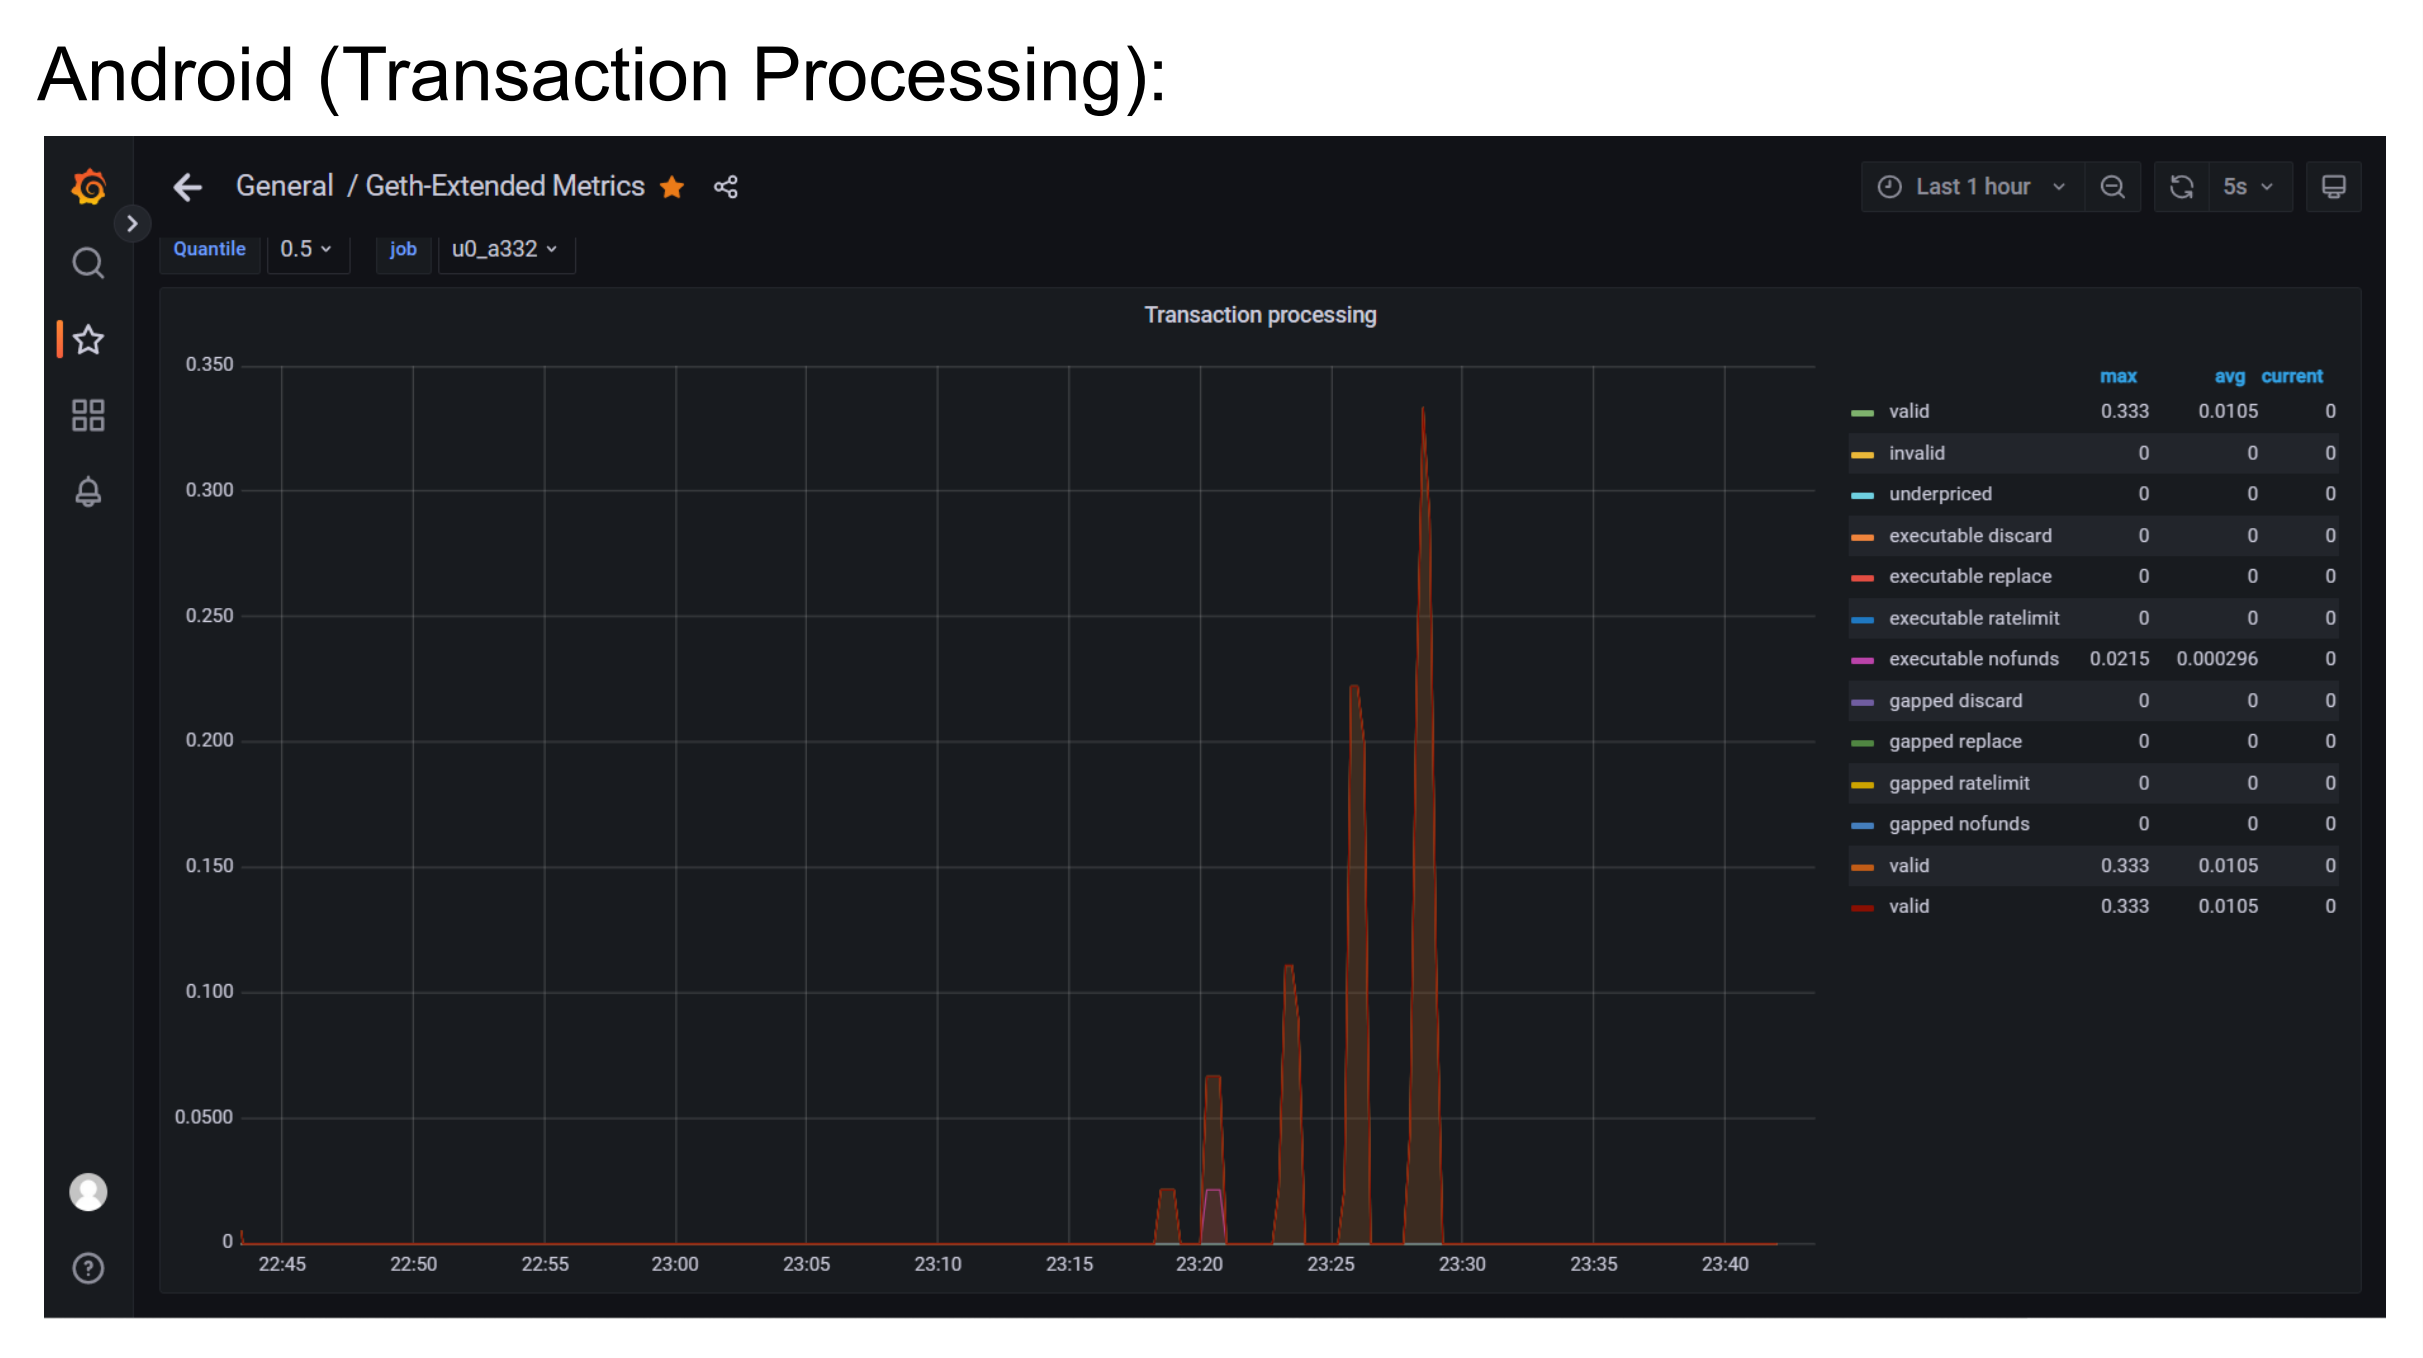 Android (Transaction Processing):
General / Geth-Extended Metrics
Last 1 hour
5s
Quantile 0.5 job u0_a332
Transaction processing
0.350
0.300
0.250
0.200
0.150
0.100
0.0500
0
22:45 22:50 22:55 23:00 23:05 23:10 23:15 23:20 23:25 23:30 23:35 23:40
max avg current
valid 0.333 0.0105 0
invalid 0 0 0
underpriced 0 0 0
executable discard 0 0 0
executable replace 0 0 0
executable ratelimit 0 0 0
executable nofunds 0.0215 0.000296 0
gapped discard 0 0 0
gapped replace 0 0 0
gapped ratelimit 0 0 0
gapped nofunds 0 0 0
valid 0.333 0.0105 0
valid 0.333 0.0105 0